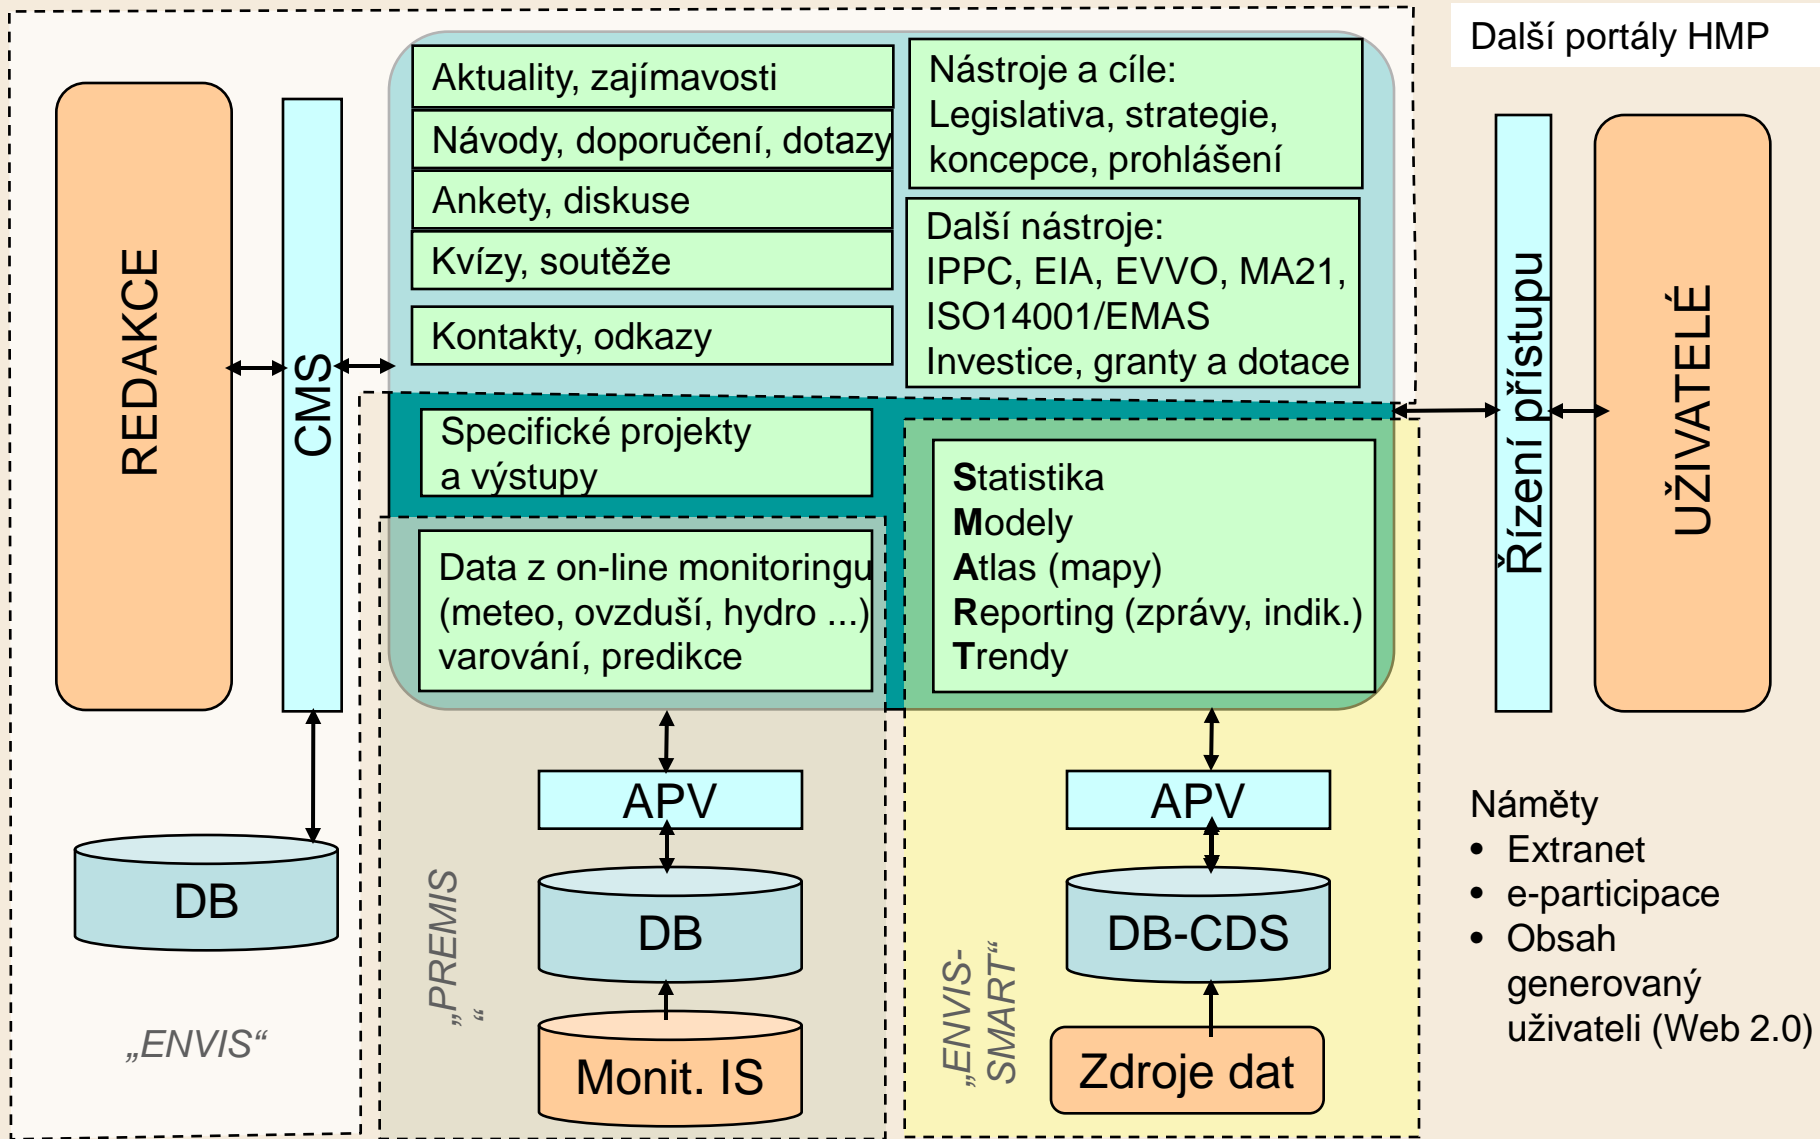 Další portály HMP
REDAKCE
CMS
Aktuality, zajímavosti
Návody, doporučení, dotazy
Ankety, diskuse
Kvízy, soutěže
Kontakty, odkazy
Nástroje a cíle:
Legislativa, strategie,
koncepce, prohlášení
Další nástroje:
IPPC, EIA, EVVO, MA21,
ISO14001/EMAS
Investice, granty a dotace
Řízení přístupu
UŽIVATELÉ
Specifické projekty
a výstupy
Data z on-line monitoringu
(meteo, ovzduší, hydro ...)
varování, predikce
Statistika
Modely
Atlas (mapy)
Reporting (zprávy, indik.)
Trendy
DB
„ENVIS“
APV
DB
Monit. IS
„PREMIS
“
APV
DB-CDS
Zdroje dat
„ENVIS-
SMART“
Náměty
• Extranet
• e-participace
• Obsah
generovaný
uživateli (Web 2.0)